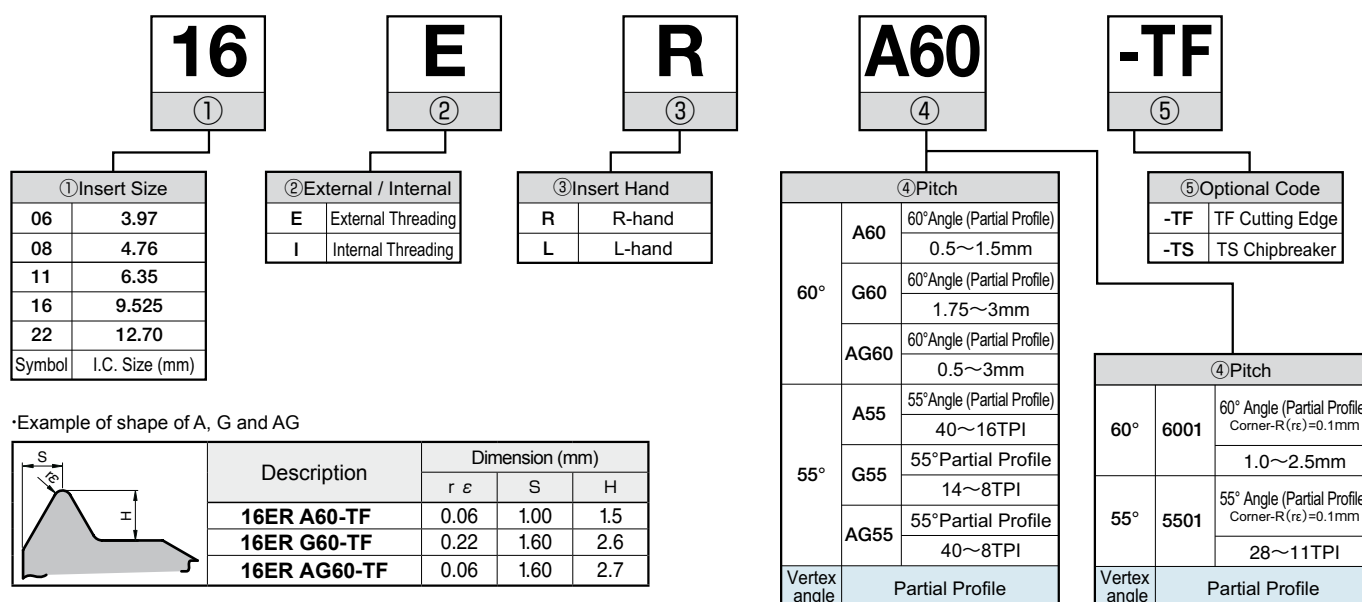 16 E R A60 -TF
① ② ③ ④ ⑤
①Insert Size
06 3.97
08 4.76
11 6.35
16 9.525
22 12.70
Symbol I.C. Size (mm)
②External / Internal
E External Threading
I Internal Threading
③Insert Hand
R R-hand
L L-hand
④Pitch
60°
A60 60°Angle (Partial Profile)
0.5～1.5mm
G60 60°Angle (Partial Profile)
1.75～3mm
AG60 60°Angle (Partial Profile)
0.5～3mm
55°
A55 55°Angle (Partial Profile)
40～16TPI
G55 55°Partial Profile
14～8TPI
AG55 55°Partial Profile
40～8TPI
Vertex
angle
Partial Profile
⑤Optional Code
-TF TF Cutting Edge
-TS TS Chipbreaker
④Pitch
60° 6001 60° Angle (Partial Profile
Corner-R(rε)=0.1mm
1.0～2.5mm
55° 5501 55° Angle (Partial Profile
Corner-R(rε)=0.1mm
28～11TPI
Vertex
angle
Partial Profile
·Example of shape of A, G and AG
S
rε
H
Description Dimension (mm)
r ε S H
16ER A60-TF 0.06 1.00 1.5
16ER G60-TF 0.22 1.60 2.6
16ER AG60-TF 0.06 1.60 2.7